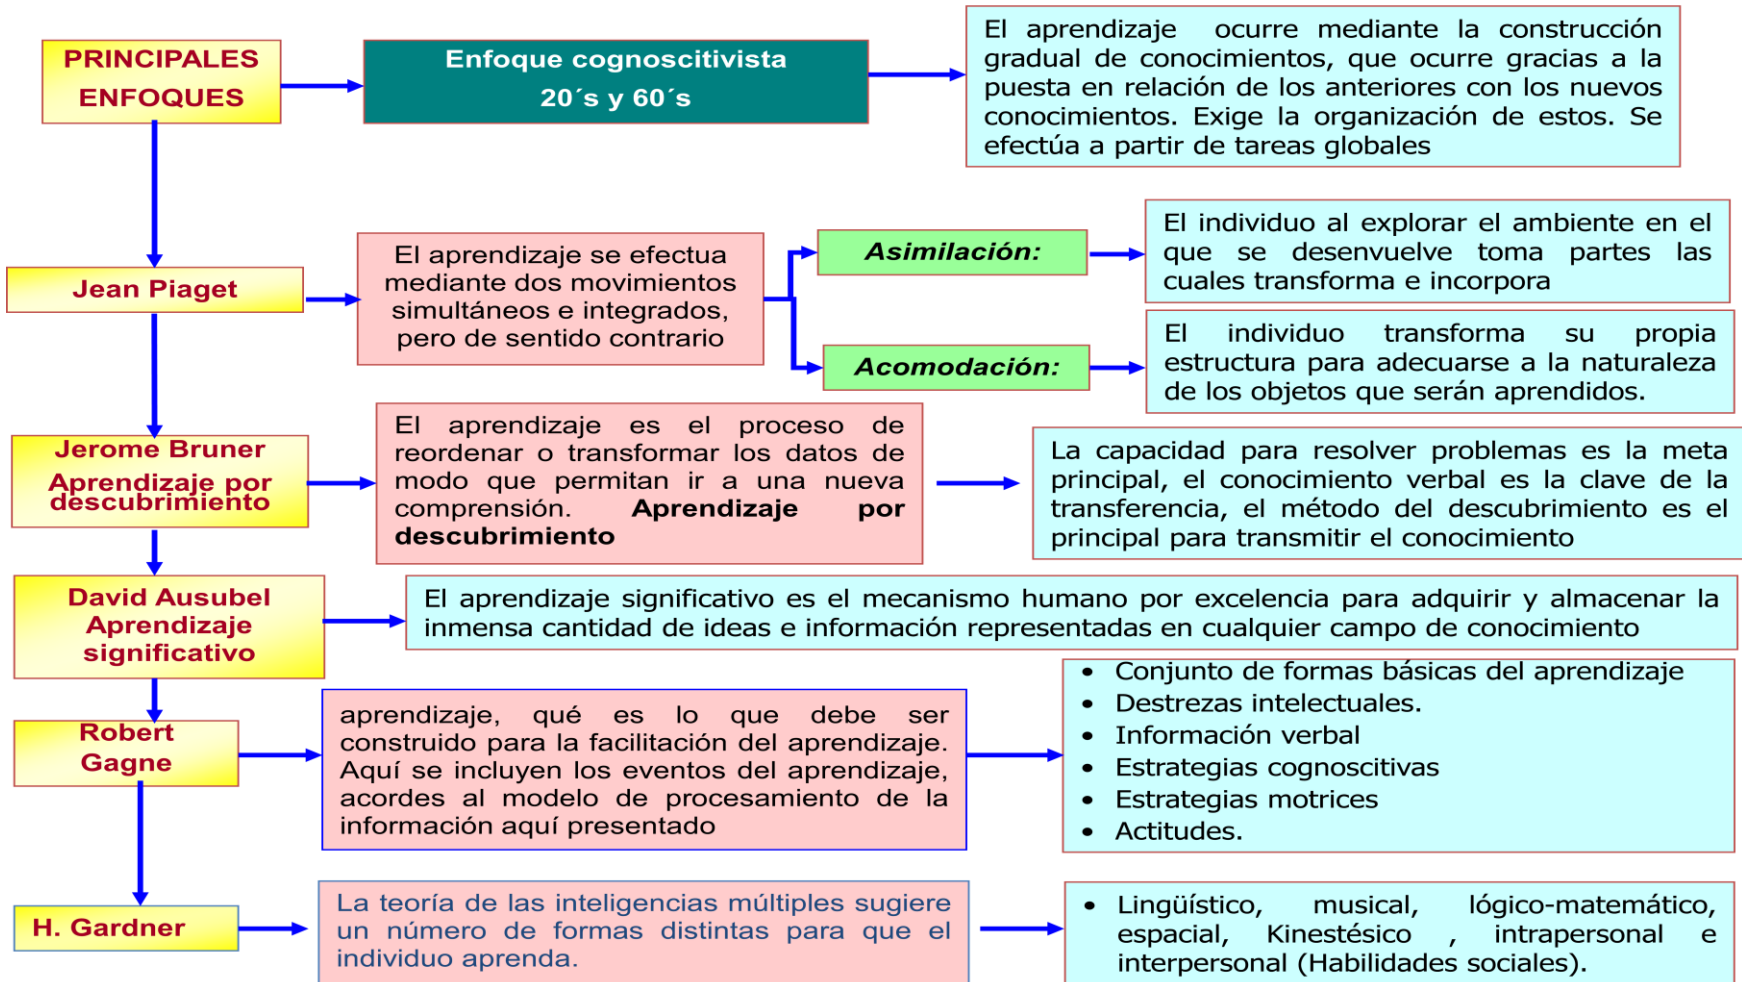 PRINCIPALES
ENFOQUES
Enfoque cognoscitivista
20´s y 60´s
El aprendizaje ocurre mediante la construcción
gradual de conocimientos, que ocurre gracias a la
puesta en relación de los anteriores con los nuevos
conocimientos. Exige la organización de estos. Se
efectúa a partir de tareas globales
Jean Piaget
El aprendizaje se efectua
mediante dos movimientos
simultáneos e integrados,
pero de sentido contrario
Asimilación:
El individuo al explorar el ambiente en el
que se desenvuelve toma partes las
cuales transforma e incorpora
Acomodación:
El individuo transforma su propia
estructura para adecuarse a la naturaleza
de los objetos que serán aprendidos.
Jerome Bruner
Aprendizaje por
descubrimiento
El aprendizaje es el proceso de
reordenar o transformar los datos de
modo que permitan ir a una nueva
comprensión. Aprendizaje por
descubrimiento
La capacidad para resolver problemas es la meta
principal, el conocimiento verbal es la clave de la
transferencia, el método del descubrimiento es el
principal para transmitir el conocimiento
David Ausubel
Aprendizaje
significativo
El aprendizaje significativo es el mecanismo humano por excelencia para adquirir y almacenar la
inmensa cantidad de ideas e información representadas en cualquier campo de conocimiento
Robert
Gagne
aprendizaje, qué es lo que debe ser
construido para la facilitación del aprendizaje.
Aquí se incluyen los eventos del aprendizaje,
acordes al modelo de procesamiento de la
información aquí presentado
• Conjunto de formas básicas del aprendizaje
• Destrezas intelectuales.
• Información verbal
• Estrategias cognoscitivas
• Estrategias motrices
• Actitudes.
H. Gardner
La teoría de las inteligencias múltiples sugiere
un número de formas distintas para que el
individuo aprenda.
• Lingüístico, musical, lógico-matemático,
espacial, Kinestésico , intrapersonal e
interpersonal (Habilidades sociales).